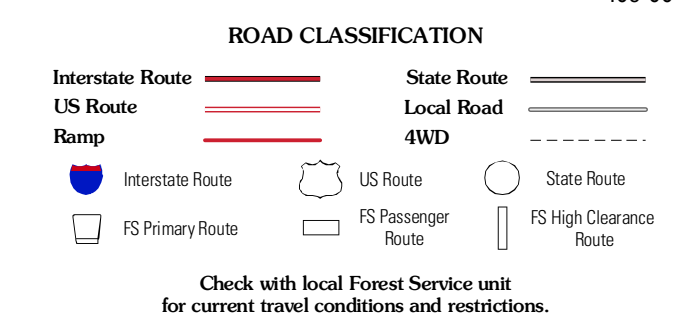 ROAD CLASSIFICATION
Interstate Route
State Route
US Route
Local Road
Ramp
4WD
Interstate Route
US Route
State Route
FS Primary Route
FS Passenger
Route
FS High Clearance
Route
Check with local Forest Service unit
for current travel conditions and restrictions.